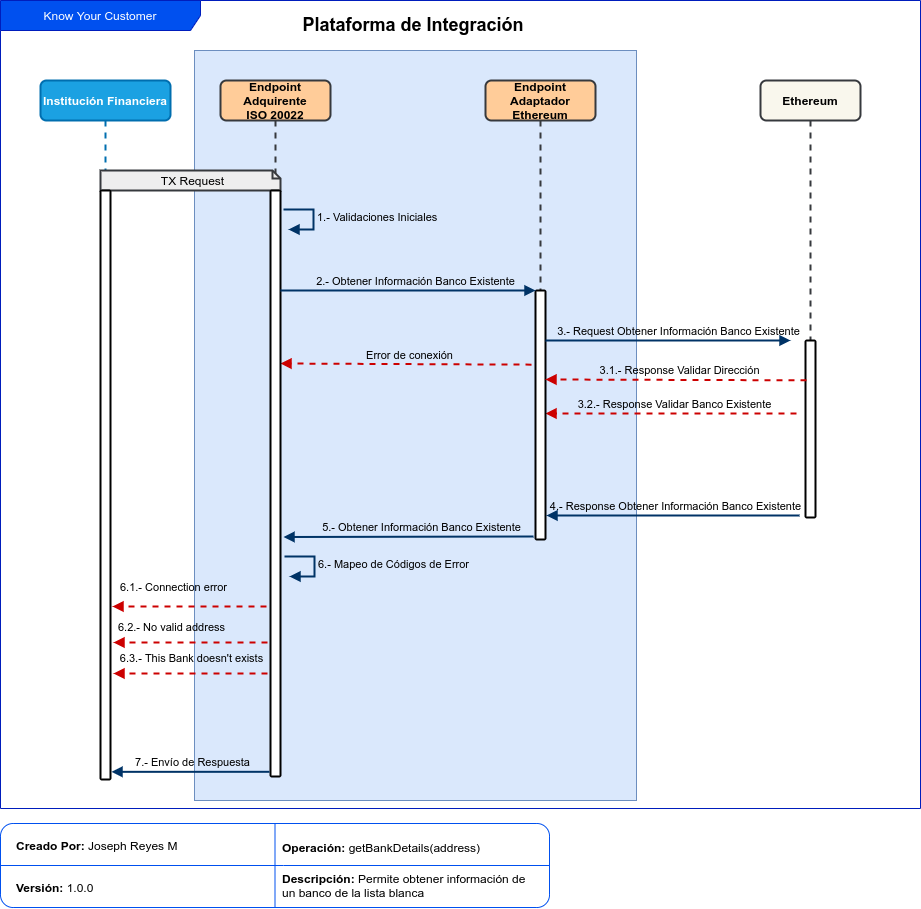 Know Your Customer
Plataforma de Integración
Institución Financiera
Endpoint
Adquirente
ISO 20022
Endpoint
Adaptador
Ethereum
Ethereum
TX Request
1.- Validaciones Iniciales
2.- Obtener Información Banco Existente
3.- Request Obtener Información Banco Existente
Error de conexión
3.1.- Response Validar Dirección
3.2.- Response Validar Banco Existente
4.- Response Obtener Información Banco Existente
5.- Obtener Información Banco Existente
6.- Mapeo de Códigos de Error
6.1.- Connection error
6.2.- No valid address
6.3.- This Bank doesn't exists
7.- Envío de Respuesta
Creado Por: Joseph Reyes M
Operación: getBankDetails(address)
Versión: 1.0.0
Descripción: Permite obtener información de
un banco de la lista blanca